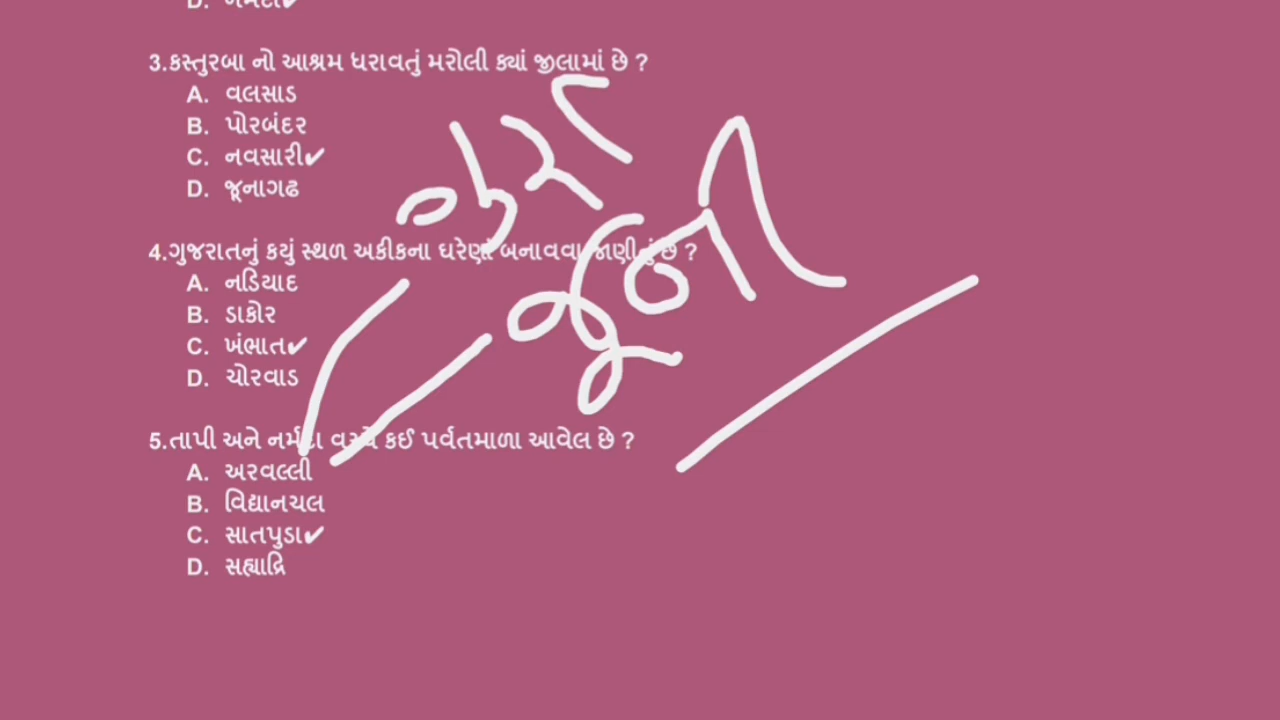 3.કસ્તુરબા નો આશ્રમ ધરાવતું મરોલી ક્યાં જીલામાં છે ?
A. વલસાડ
B. પોરબંદર
C. નવસારી✔
D. જૂનાગઢ
4.ગુજરાતનું કયું સ્થળ અકીકના ઘરેણાં બનાવવા જાણીતું છે ?
A. નડિયાદ
B. ડાકોર
C. ખંભાત✔
D. ચોરવાડ
5.તાપી અને નર્મદા વચ્ચે કઈ પર્વતમાળા આવેલ છે ?
A. અરવલ્લી
B. વિદ્યાનચલ
C. સાતપુડા✔
D. સહ્યાદ્રિ